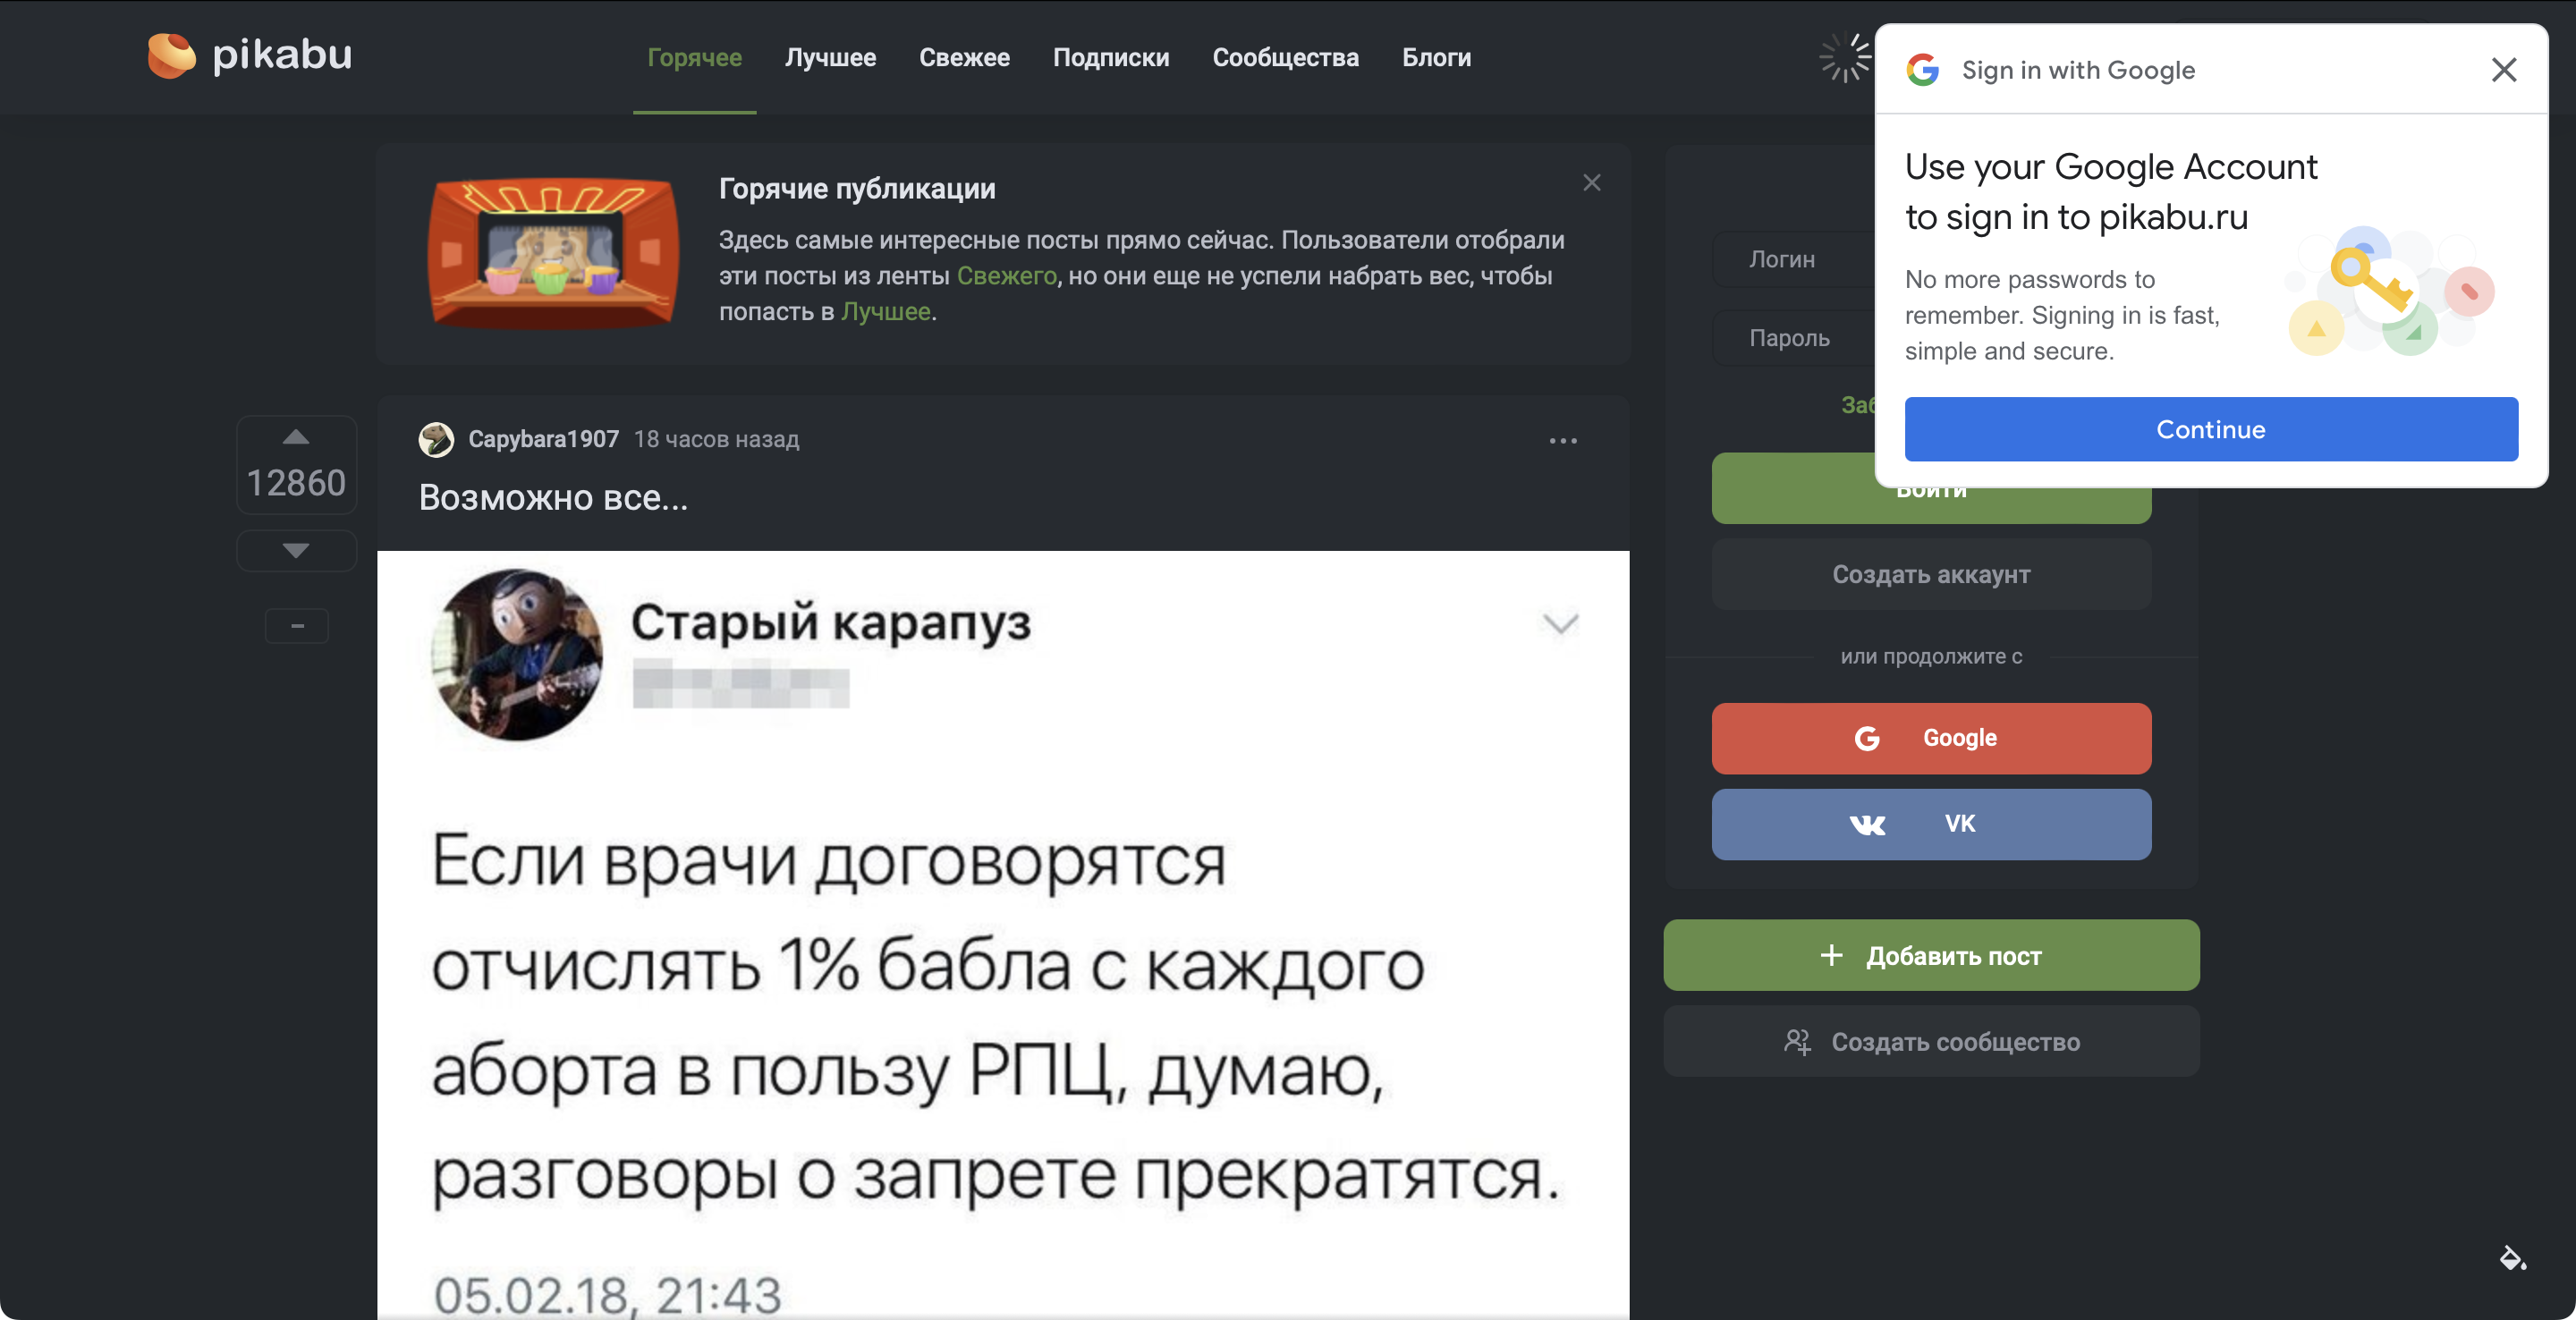 pikabu
Горячее
Лучшее
Свежее
Подписки
Сообщества
Блоги
Горячие публикации
Здесь самые интересные посты прямо сейчас. Пользователи отобрали
эти посты из ленты Свежего, но они еще не успели набрать вес, чтобы
попасть в Лучшее.
12860
Capybara1907 18 часов назад
Возможно все...
Старый карапуз
Если врачи договорятся
отчислять 1% бабла с каждого
аборта в пользу РПЦ, думаю,
разговоры о запрете прекратятся.
05.02.18, 21:43
Sign in with Google
Use your Google Account
to sign in to pikabu.ru
No more passwords to
remember. Signing in is fast,
simple and secure.
Continue
Логин
Пароль
Войти
Создать аккаунт
или продолжите с
Google
VK
Добавить пост
Создать сообщество